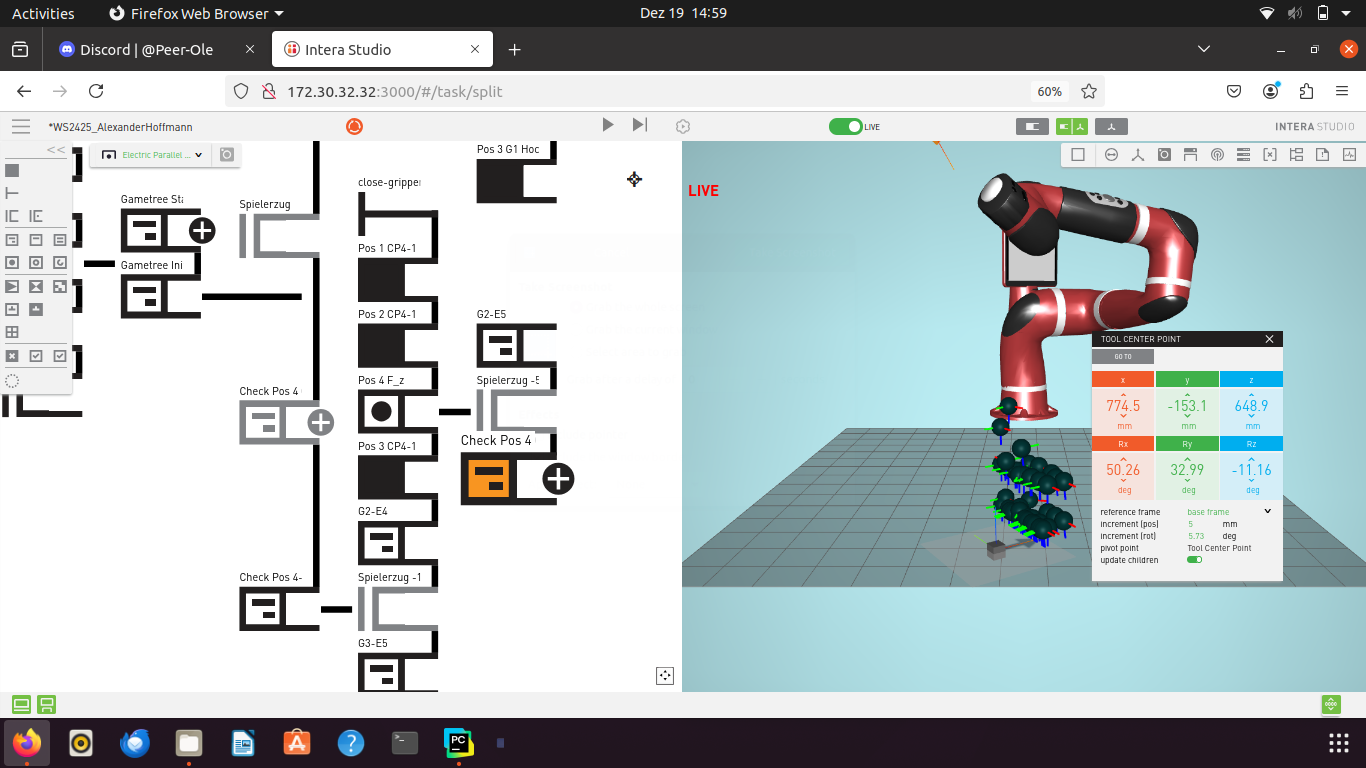 Activities
Firefox Web Browser
Dez 19 14:59
Discord | @Peer-Ole
Intera Studio
172.30.32.32:3000/#/task/split
60%
*WS2425_AlexanderHoffmann
LIVE
INTERA STUDIO
<<
Electric Parallel ...
Pos 3 G1 Hoc
LIVE
close-gripper
Gametree Sta
Spielerzug
Pos 1 CP4-1
Gametree Ini
Pos 2 CP4-1
G2-E5
TOOL CENTER POINT
GO TO
x
y
z
774.5
-153.1
648.9
mm
mm
mm
Rx
Ry
Rz
50.26
32.99
-11.16
deg
deg
deg
reference frame
base frame
increment (pos)
5
mm
increment (rot)
5.73
deg
pivot point
Tool Center Point
update children
Check Pos 4
Pos 4 F_z
Spielerzug -5
Pos 3 CP4-1
Check Pos 4
G2-E4
Check Pos 4-
Spielerzug -1
G3-E5
PC